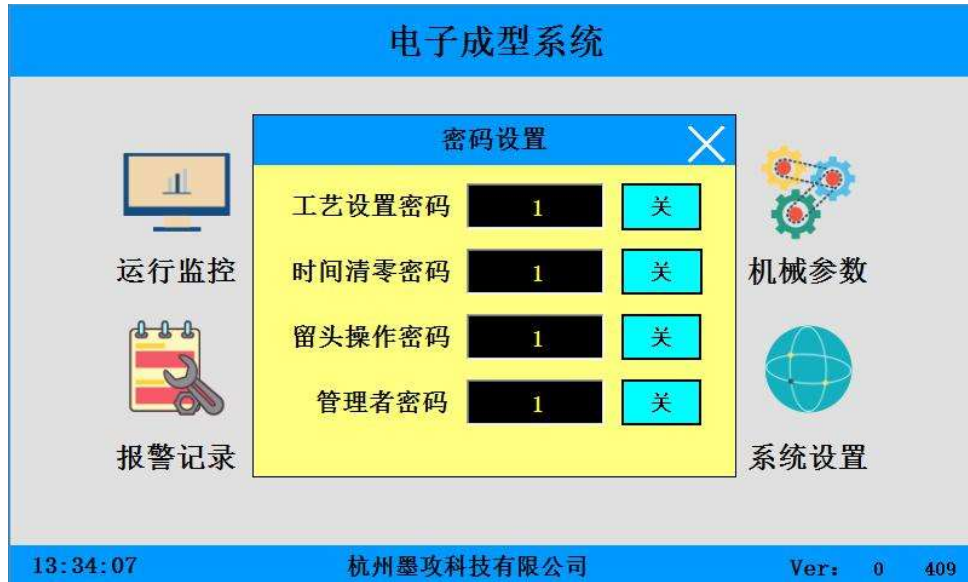 电子成型系统
密码设置
工艺设置密码 1 关
时间清零密码 1 关
留头操作密码 1 关
管理者密码 1 关
运行监控
机械参数
报警记录
系统设置
13:34:07 杭州墨攻科技有限公司 Ver: 0 409